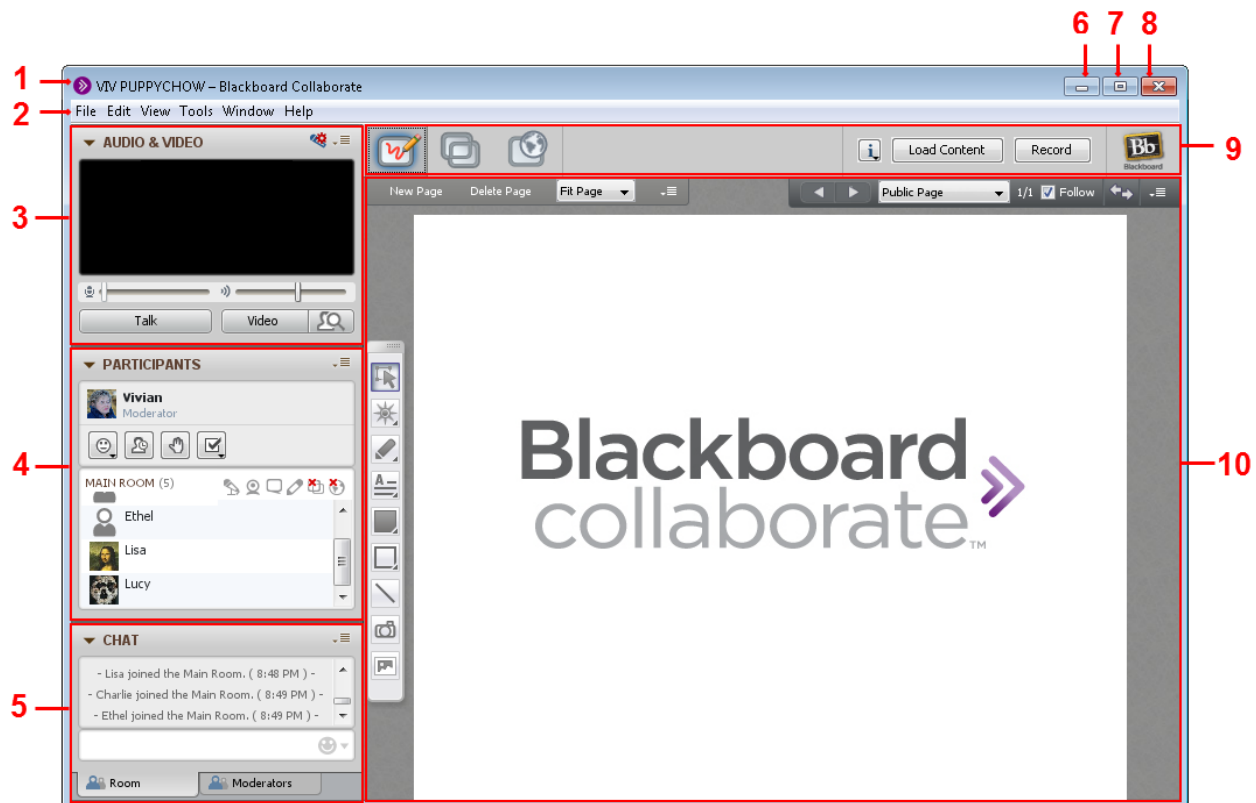 6 7 8
1
VIV PUPPYCHOW – Blackboard Collaborate
2
File Edit View Tools Window Help
AUDIO & VIDEO
Load Content
Record
Bb
Blackboard
9
New Page
Delete Page
Fit Page
Public Page
1/1
Follow
3
Talk
Video
PARTICIPANTS
Vivian
Moderator
4
MAIN ROOM (5)
Ethel
Lisa
Lucy
A
Blackboard
collaborate™
10
CHAT
- Lisa joined the Main Room. ( 8:48 PM ) -
- Charlie joined the Main Room. ( 8:49 PM ) -
- Ethel joined the Main Room. ( 8:49 PM ) -
5
Room
Moderators